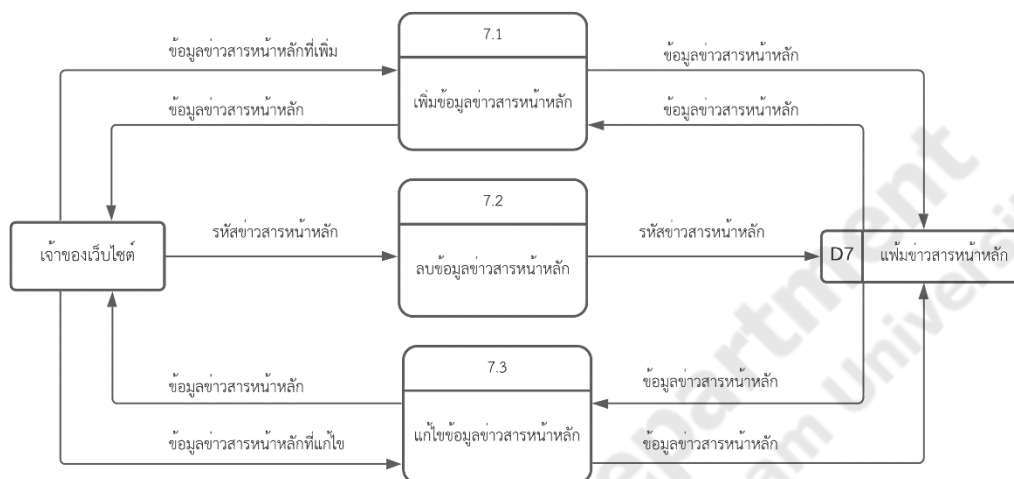 7.1
ข้อมูลข่าวสารหน้าหลักที่เพิ่ม
ข้อมูลข่าวสารหน้าหลัก
เพิ่มข้อมูลข่าวสารหน้าหลัก
ข้อมูลข่าวสารหน้าหลัก
ข้อมูลข่าวสารหน้าหลัก
7.2
รหัสข่าวสารหน้าหลัก
รหัสข่าวสารหน้าหลัก
เจ้าของเว็บไซต์
ลบข้อมูลข่าวสารหน้าหลัก
D7
แฟ้มข่าวสารหน้าหลัก
7.3
ข้อมูลข่าวสารหน้าหลัก
ข้อมูลข่าวสารหน้าหลัก
แก้ไขข้อมูลข่าวสารหน้าหลัก
ข้อมูลข่าวสารหน้าหลักที่แก้ไข
ข้อมูลข่าวสารหน้าหลัก